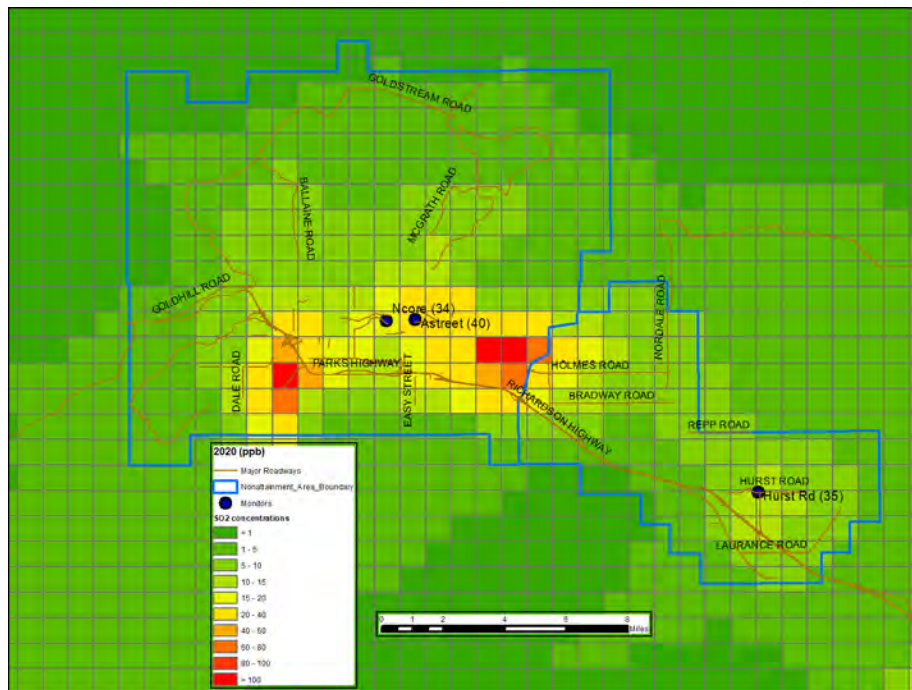 GOLDSTREAM ROAD
BALLAINE ROAD
MCGRATH ROAD
GOLDHILL ROAD
NORDALE ROAD
Ncore (34)
Astreet (40)
DALE ROAD
PARKS HIGHWAY
EASY STREET
HOLMES ROAD
BRADWAY ROAD
RICHARDSON HIGHWAY
REPP ROAD
HURST ROAD
Hurst Rd (35)
LAURANCE ROAD
2020 (ppb)
Major Roadways
Nonattainment_Area_Boundary
Monitors
SO2 concentrations
< 1
1 - 5
5 - 10
10 - 15
15 - 20
20 - 40
40 - 60
60 - 80
80 - 100
> 100
0 1 2 4 6 8
Miles